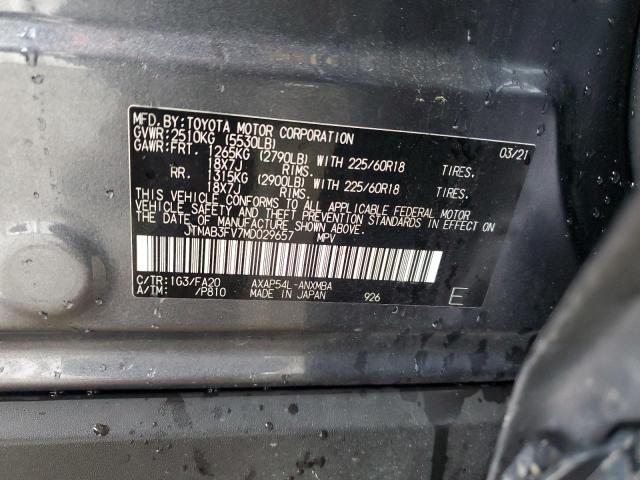 MFD. BY: TOYOTA MOTOR CORPORATION 03/21
GVWR: 2510KG (5530LB)
GAWR: FRT. 1265KG (2790LB) WITH 225/60R18 TIRES.
18X7J RIMS.
RR. 1315KG (2900LB) WITH 225/60R18 TIRES.
18X7J RIMS.
THIS VEHICLE CONFORMS TO ALL APPLICABLE FEDERAL MOTOR
VEHICLE SAFETY AND THEFT PREVENTION STANDARDS IN
EFFECT ON THE DATE OF MANUFACTURE SHOWN ABOVE.
JTMAB3FV7MD029657 MPV
C/TR: 1G3/FA20 AXAP54L-ANXMBA
A/TM: /P810 MADE IN JAPAN 926 E